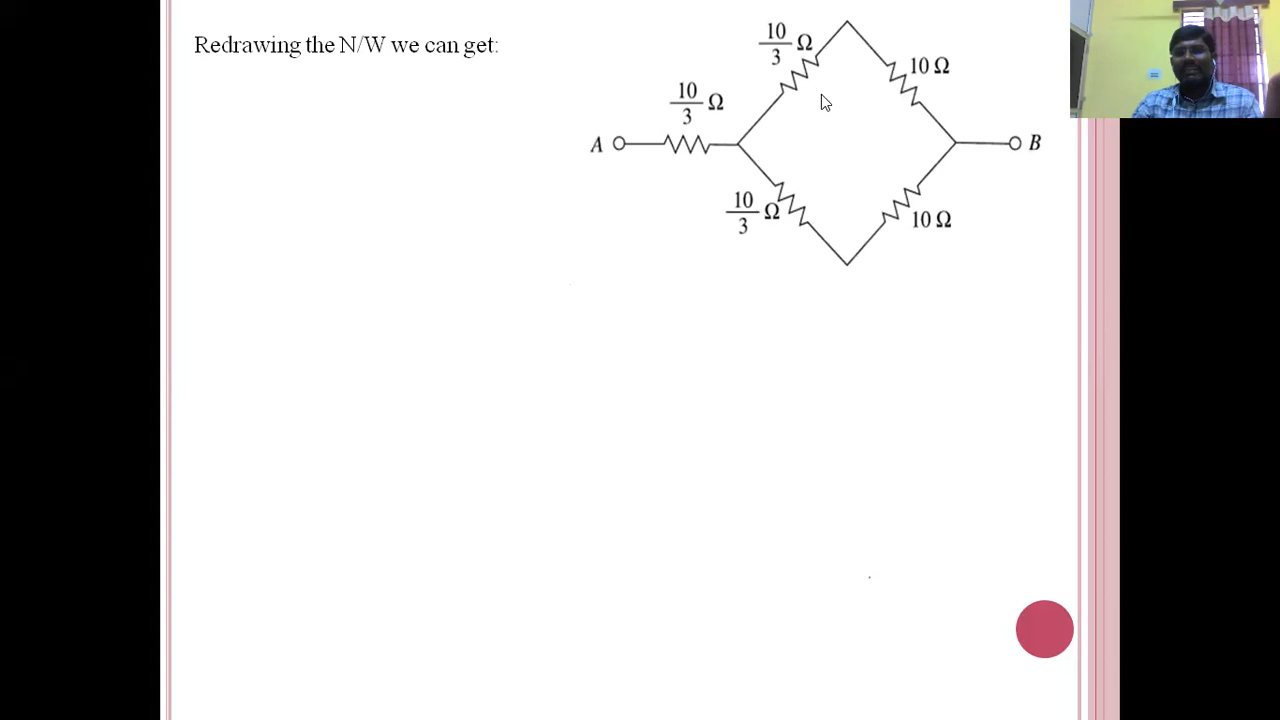 Redrawing the N/W we can get:
10/3 Ω
10 Ω
10/3 Ω
A
B
10/3 Ω
10 Ω